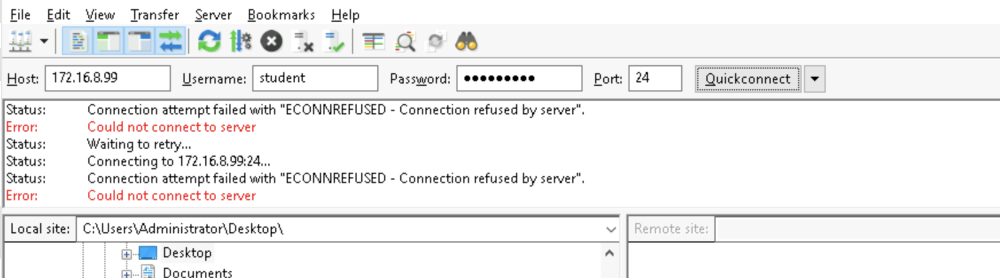 File Edit View Transfer Server Bookmarks Help
Host: 172.16.8.99 Username: student Password: ●●●●●●●●● Port: 24 Quickconnect
Status: Connection attempt failed with "ECONNREFUSED - Connection refused by server".
Error: Could not connect to server
Status: Waiting to retry...
Status: Connecting to 172.16.8.99:24...
Status: Connection attempt failed with "ECONNREFUSED - Connection refused by server".
Error: Could not connect to server
Local site: C:\Users\Administrator\Desktop\ Remote site:
Desktop
Documents